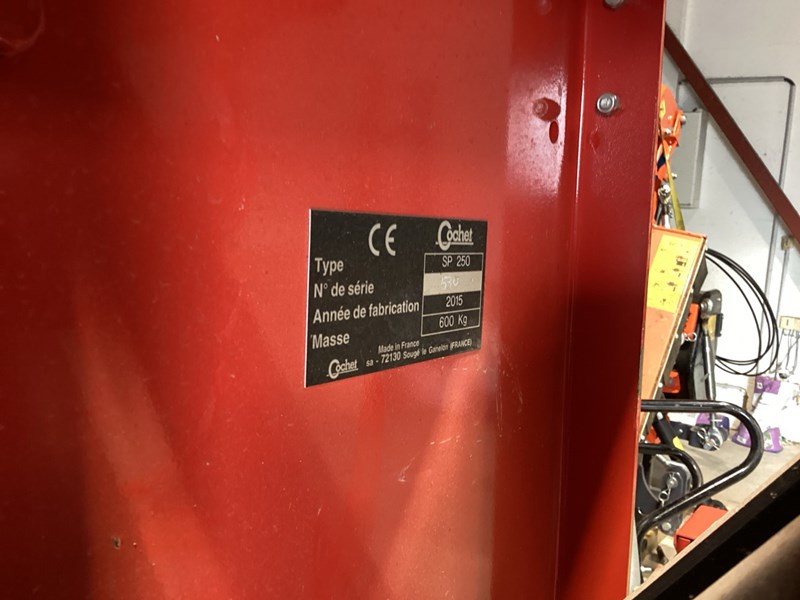 CE Cochet
Type SP 250
N° de série
Année de fabrication 2015
Masse 600 Kg
Made in France
Cochet sa - 72130 Sougé le Ganelon (FRANCE)